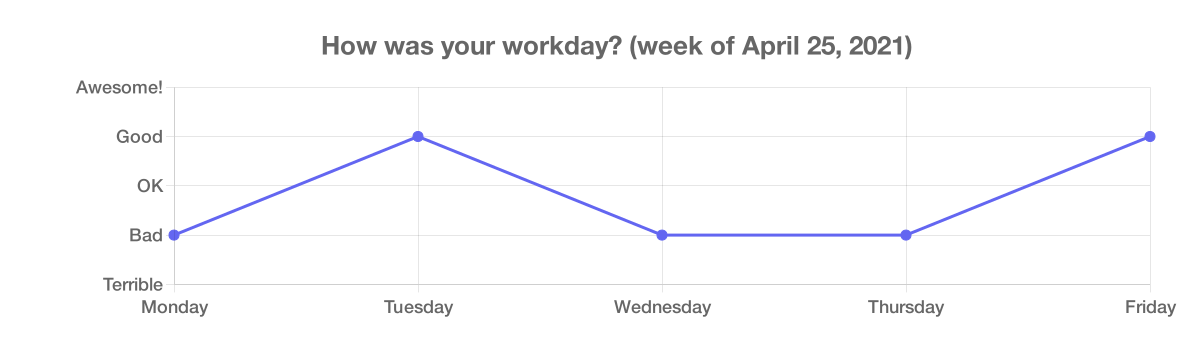 How was your workday? (week of April 25, 2021)
Awesome!
Good
OK
Bad
Terrible
Monday Tuesday Wednesday Thursday Friday